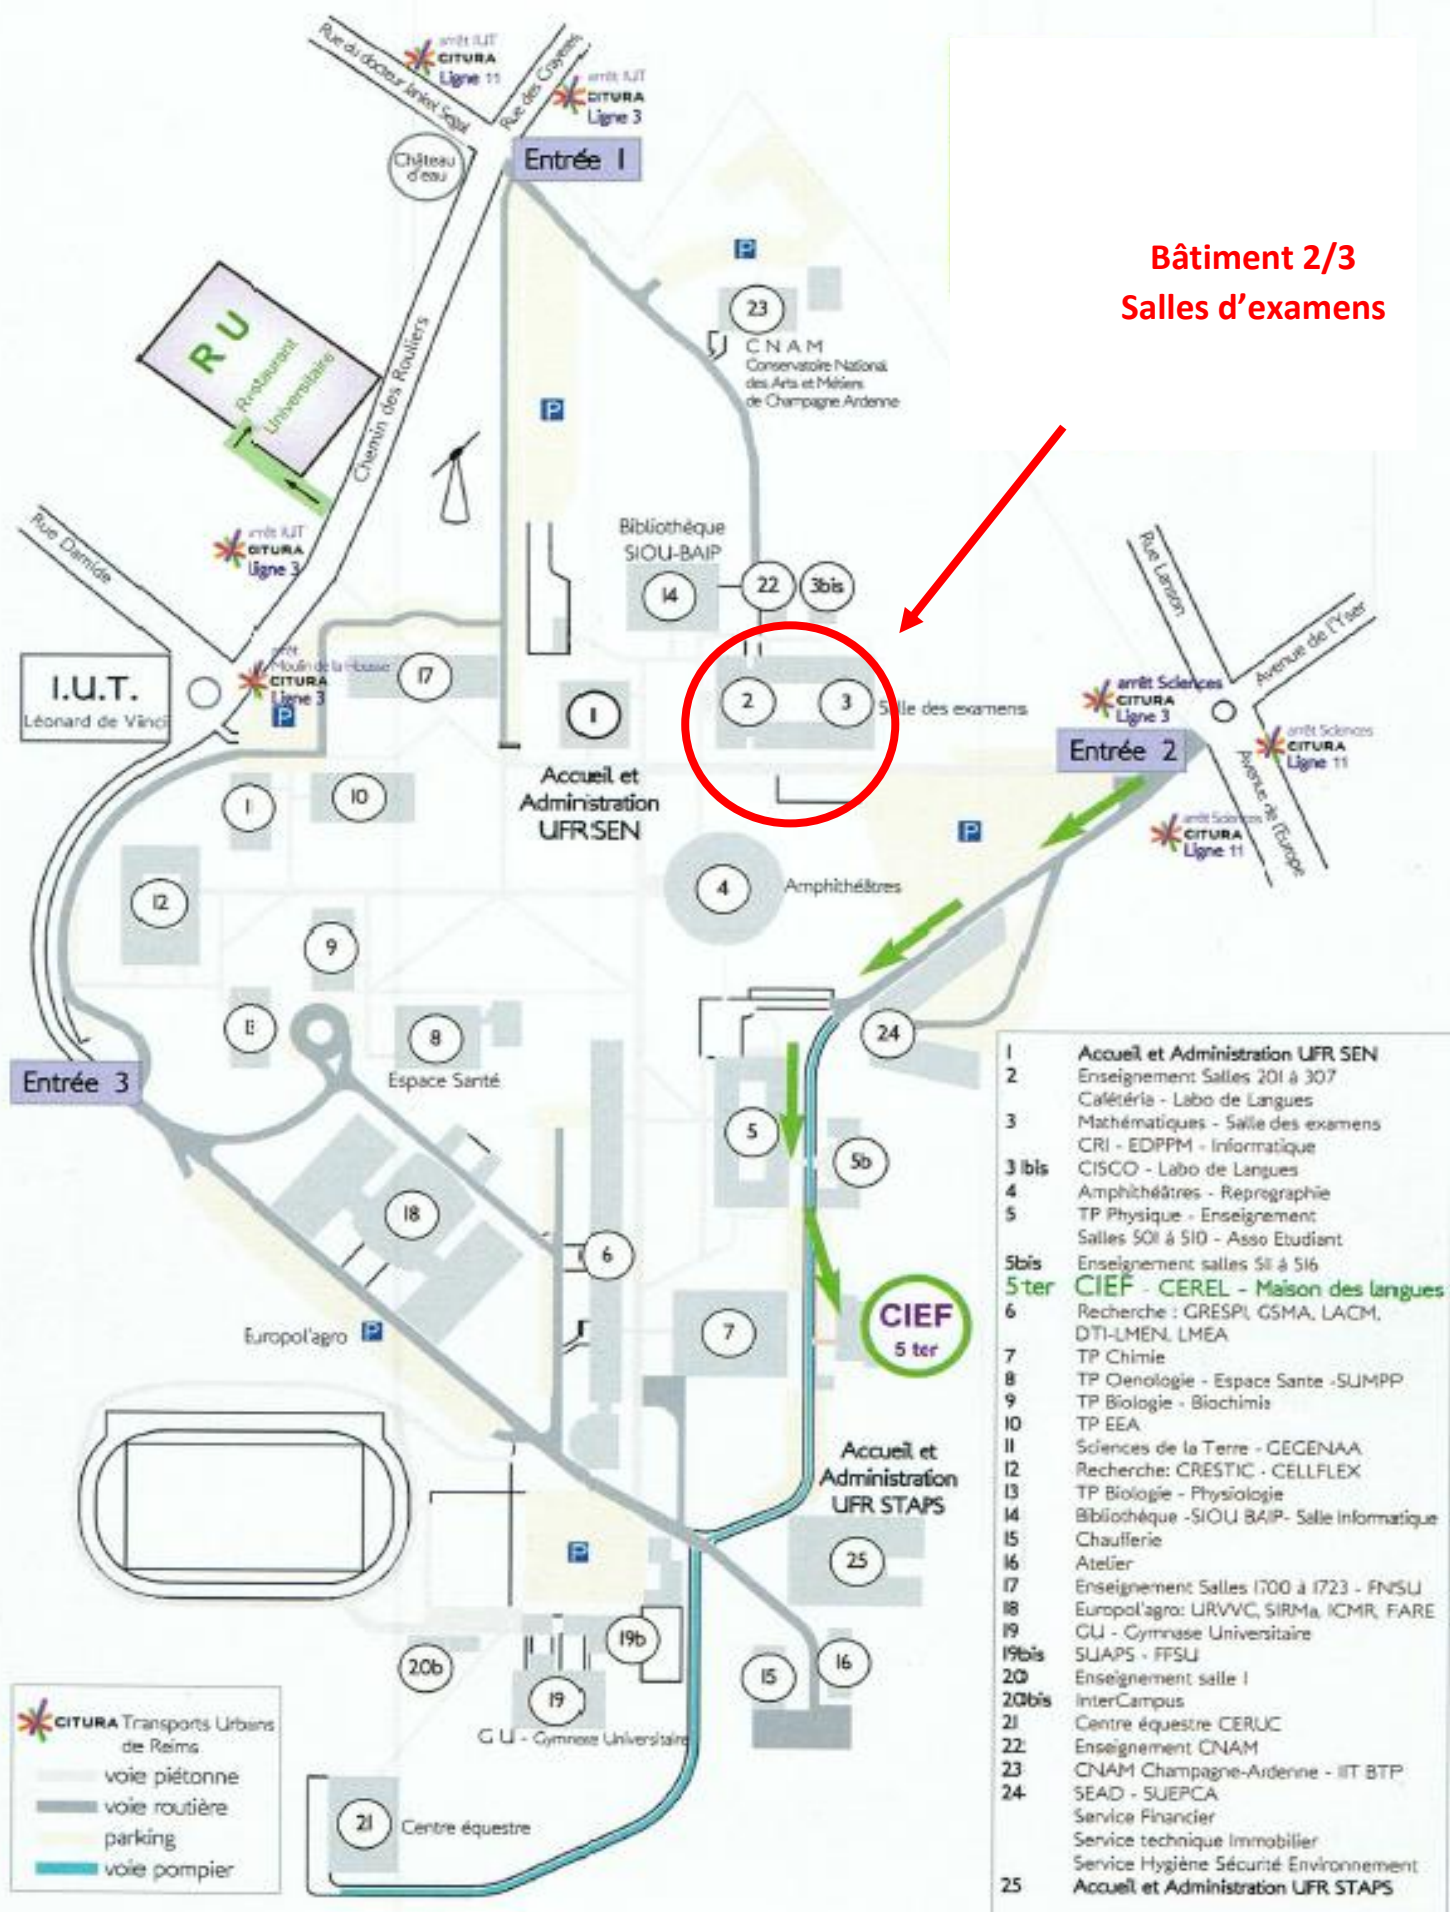 Rue du docteur Jankel Segal
arrêt IUT
CITURA
Ligne 11
Rue des Crayères
arrêt IUT
CITURA
Ligne 3
Château
d'eau
Entrée 1
Bâtiment 2/3
Salles d'examens
P
23
CNAM
Conservatoire National
des Arts et Métiers
de Champagne Ardenne
RU
Restaurant
Universitaire
Chemin des Rouliers
P
Rue Damide
arrêt IUT
CITURA
Ligne 3
Bibliothèque
SIOU-BAIP
14
22
3bis
Rue Lanson
Avenue de l'Yser
I.U.T.
Léonard de Vinci
arrêt
Moulin de la Housse
CITURA
Ligne 3
P
17
1
2
3
Salle des examens
arrêt Sciences
CITURA
Ligne 3
arrêt Sciences
CITURA
Ligne 11
Entrée 2
Avenue de l'Europe
Accueil et
Administration
UFR SEN
10
P
arrêt Sciences
CITURA
Ligne 11
12
4
Amphithéâtres
9
8
Espace Santé
24
Entrée 3
5
5b
18
6
Europol'agro
P
7
CIEF
5 ter
Accueil et
Administration
UFR STAPS
25
P
19b
20b
19
15
16
GU - Gymnase Universitaire
21
Centre équestre
CITURA Transports Urbains
de Reims
voie piétonne
voie routière
parking
voie pompier
1 Accueil et Administration UFR SEN
2 Enseignement Salles 201 à 307
Cafétéria - Labo de Langues
3 Mathématiques - Salle des examens
CRI - EDPPM - Informatique
3 bis CISCO - Labo de Langues
4 Amphithéâtres - Reprographie
5 TP Physique - Enseignement
Salles 501 à 510 - Asso Etudiant
5bis Enseignement salles 511 à 516
5 ter CIEF - CEREL - Maison des langues
6 Recherche : GRESPI, GSMA, LACM,
DTI-LMEN, LMEA
7 TP Chimie
8 TP Oenologie - Espace Sante -SUMPP
9 TP Biologie - Biochimie
10 TP EEA
11 Sciences de la Terre - GEGENAA
12 Recherche: CRESTIC - CELLFLEX
13 TP Biologie - Physiologie
14 Bibliothèque -SIOU BAIP- Salle Informatique
15 Chaufferie
16 Atelier
17 Enseignement Salles 1700 à 1723 - FNSU
18 Europol'agro: URVVC, SIRMa, ICMR, FARE
19 GU - Gymnase Universitaire
19bis SUAPS - FFSU
20 Enseignement salle 1
20bis InterCampus
21 Centre équestre CERUC
22 Enseignement CNAM
23 CNAM Champagne-Ardenne - IIT BTP
24 SEAD - SUEPCA
Service Financier
Service technique Immobilier
Service Hygiène Sécurité Environnement
25 Accueil et Administration UFR STAPS